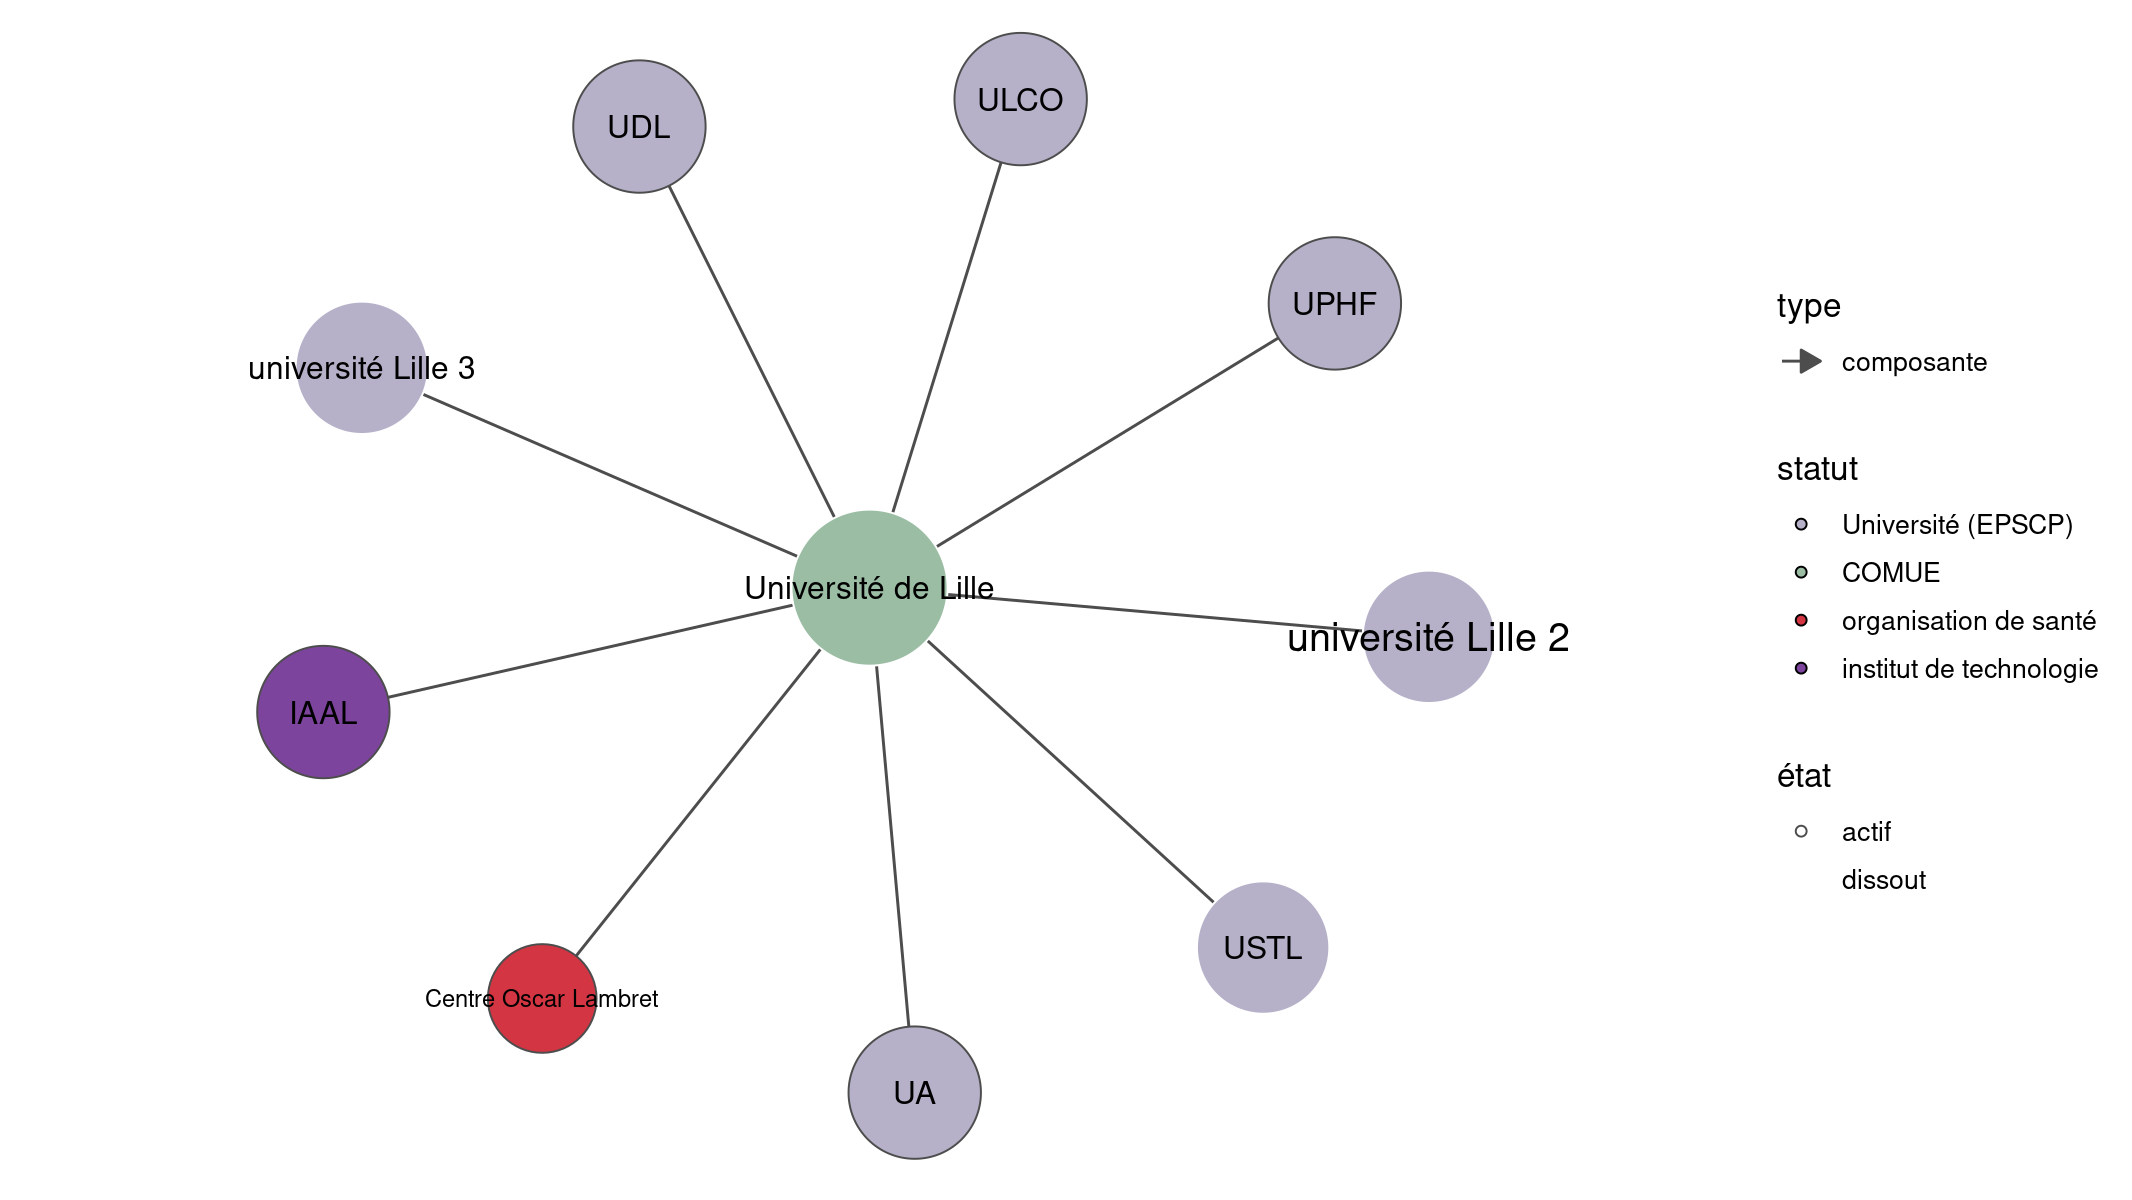 ULCO
UDL
UPHF
université Lille 3
Université de Lille
université Lille 2
IAAL
USTL
Centre Oscar Lambret
UA
type
composante
statut
Université (EPSCP)
COMUE
organisation de santé
institut de technologie
état
actif
dissout